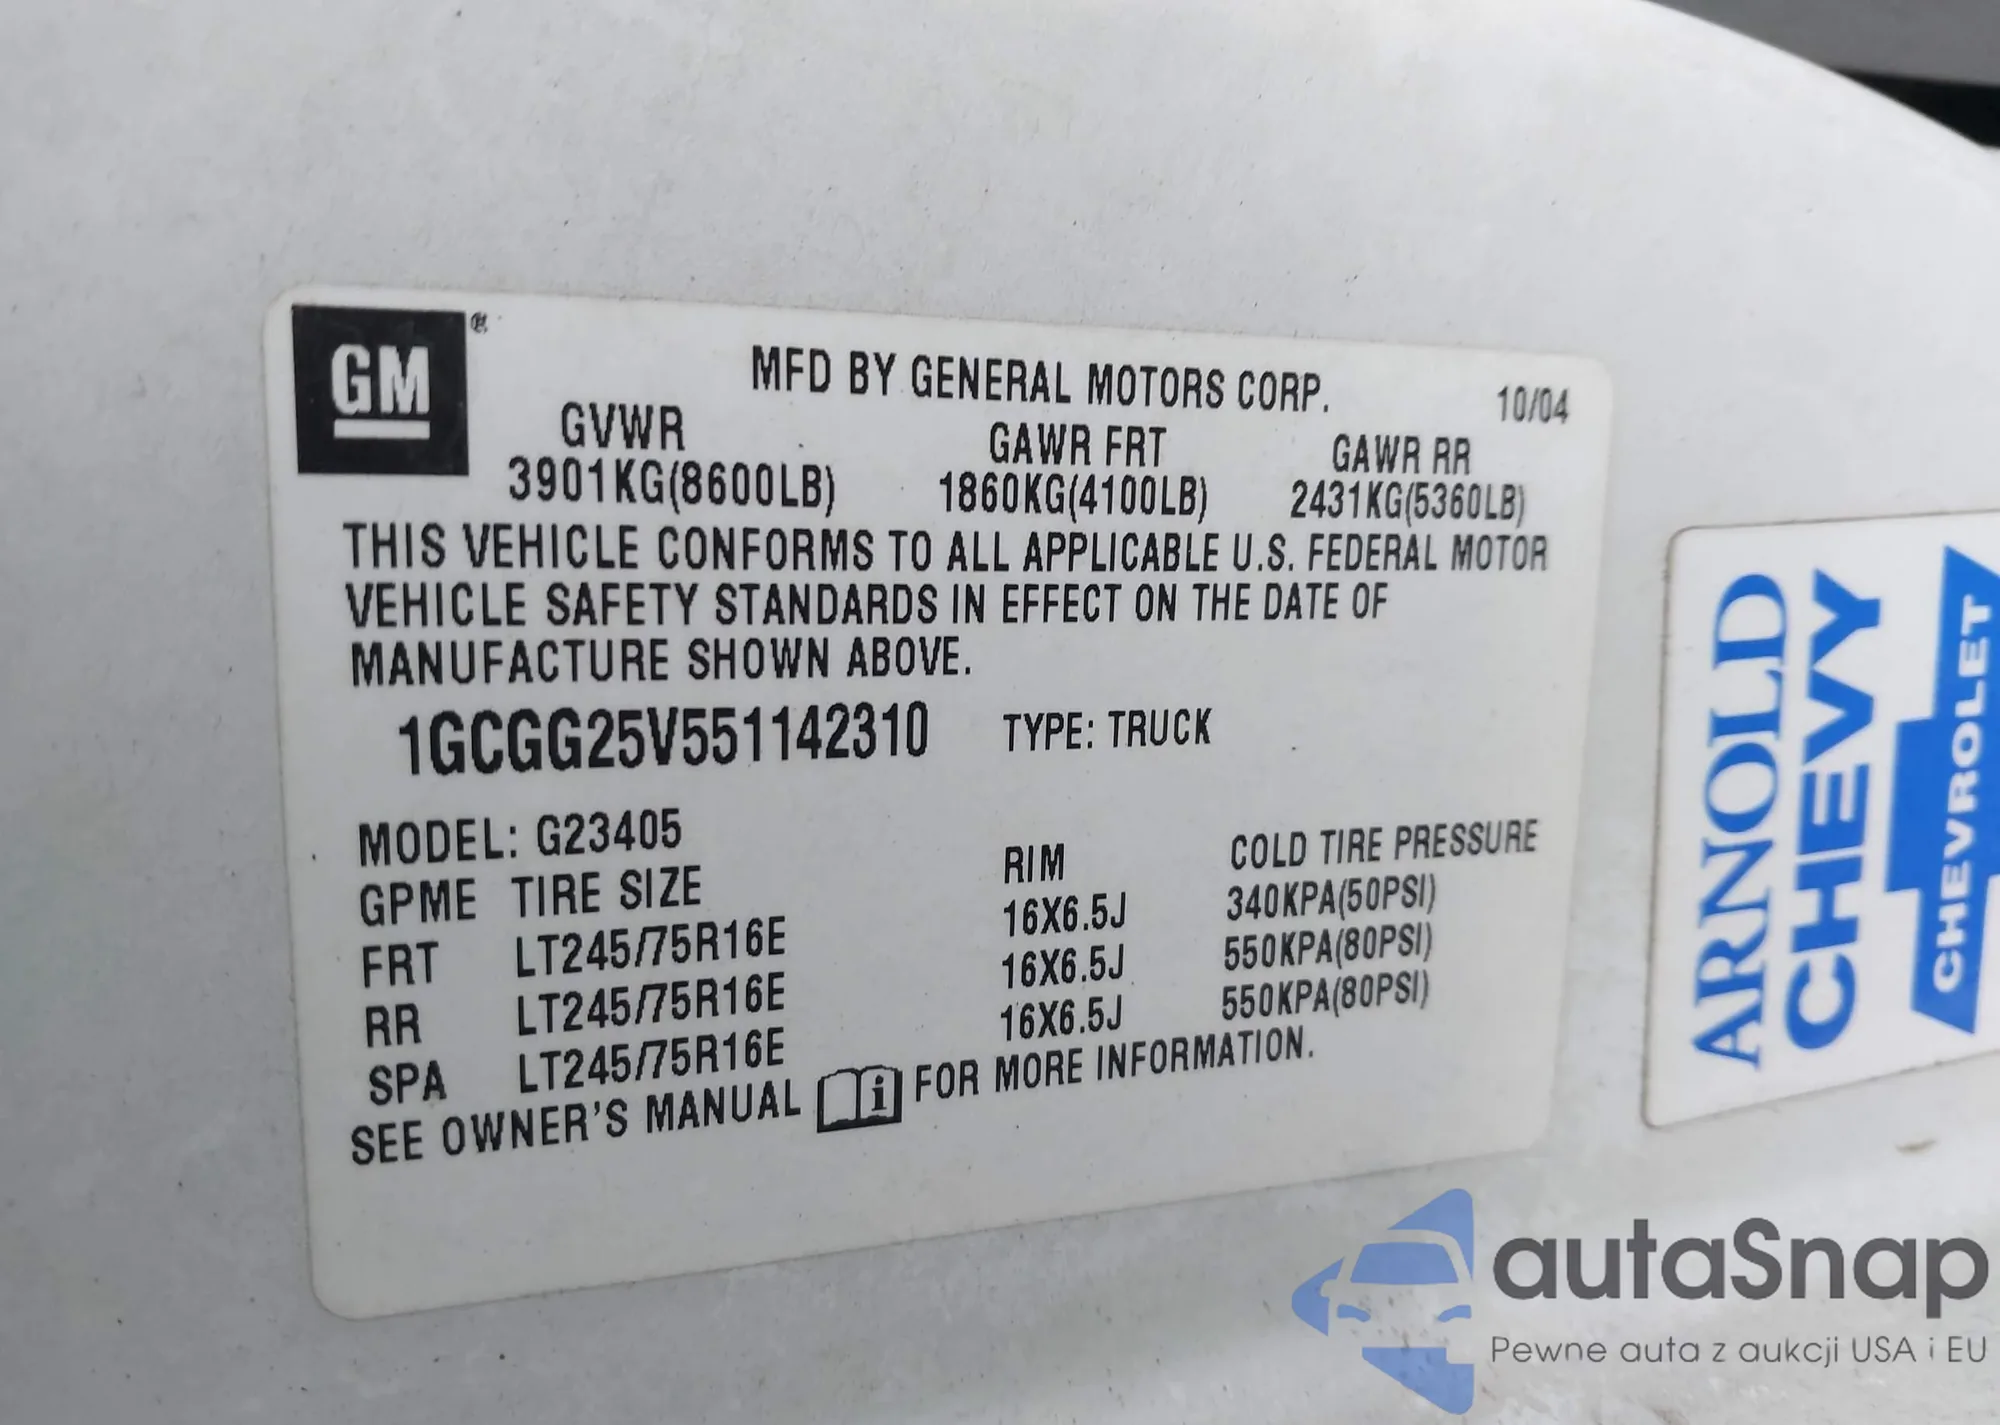 GM®
MFD BY GENERAL MOTORS CORP.
10/04
GVWR GAWR FRT GAWR RR
3901KG(8600LB) 1860KG(4100LB) 2431KG(5360LB)
THIS VEHICLE CONFORMS TO ALL APPLICABLE U.S. FEDERAL MOTOR
VEHICLE SAFETY STANDARDS IN EFFECT ON THE DATE OF
MANUFACTURE SHOWN ABOVE.
1GCGG25V551142310 TYPE: TRUCK
MODEL: G23405
GPME TIRE SIZE RIM COLD TIRE PRESSURE
FRT LT245/75R16E 16X6.5J 340KPA(50PSI)
RR LT245/75R16E 16X6.5J 550KPA(80PSI)
SPA LT245/75R16E 16X6.5J 550KPA(80PSI)
SEE OWNER'S MANUAL i FOR MORE INFORMATION.
ARNOLD
CHEVY
CHEVROLET
autaSnap
Pewne auta z aukcji USA i EU